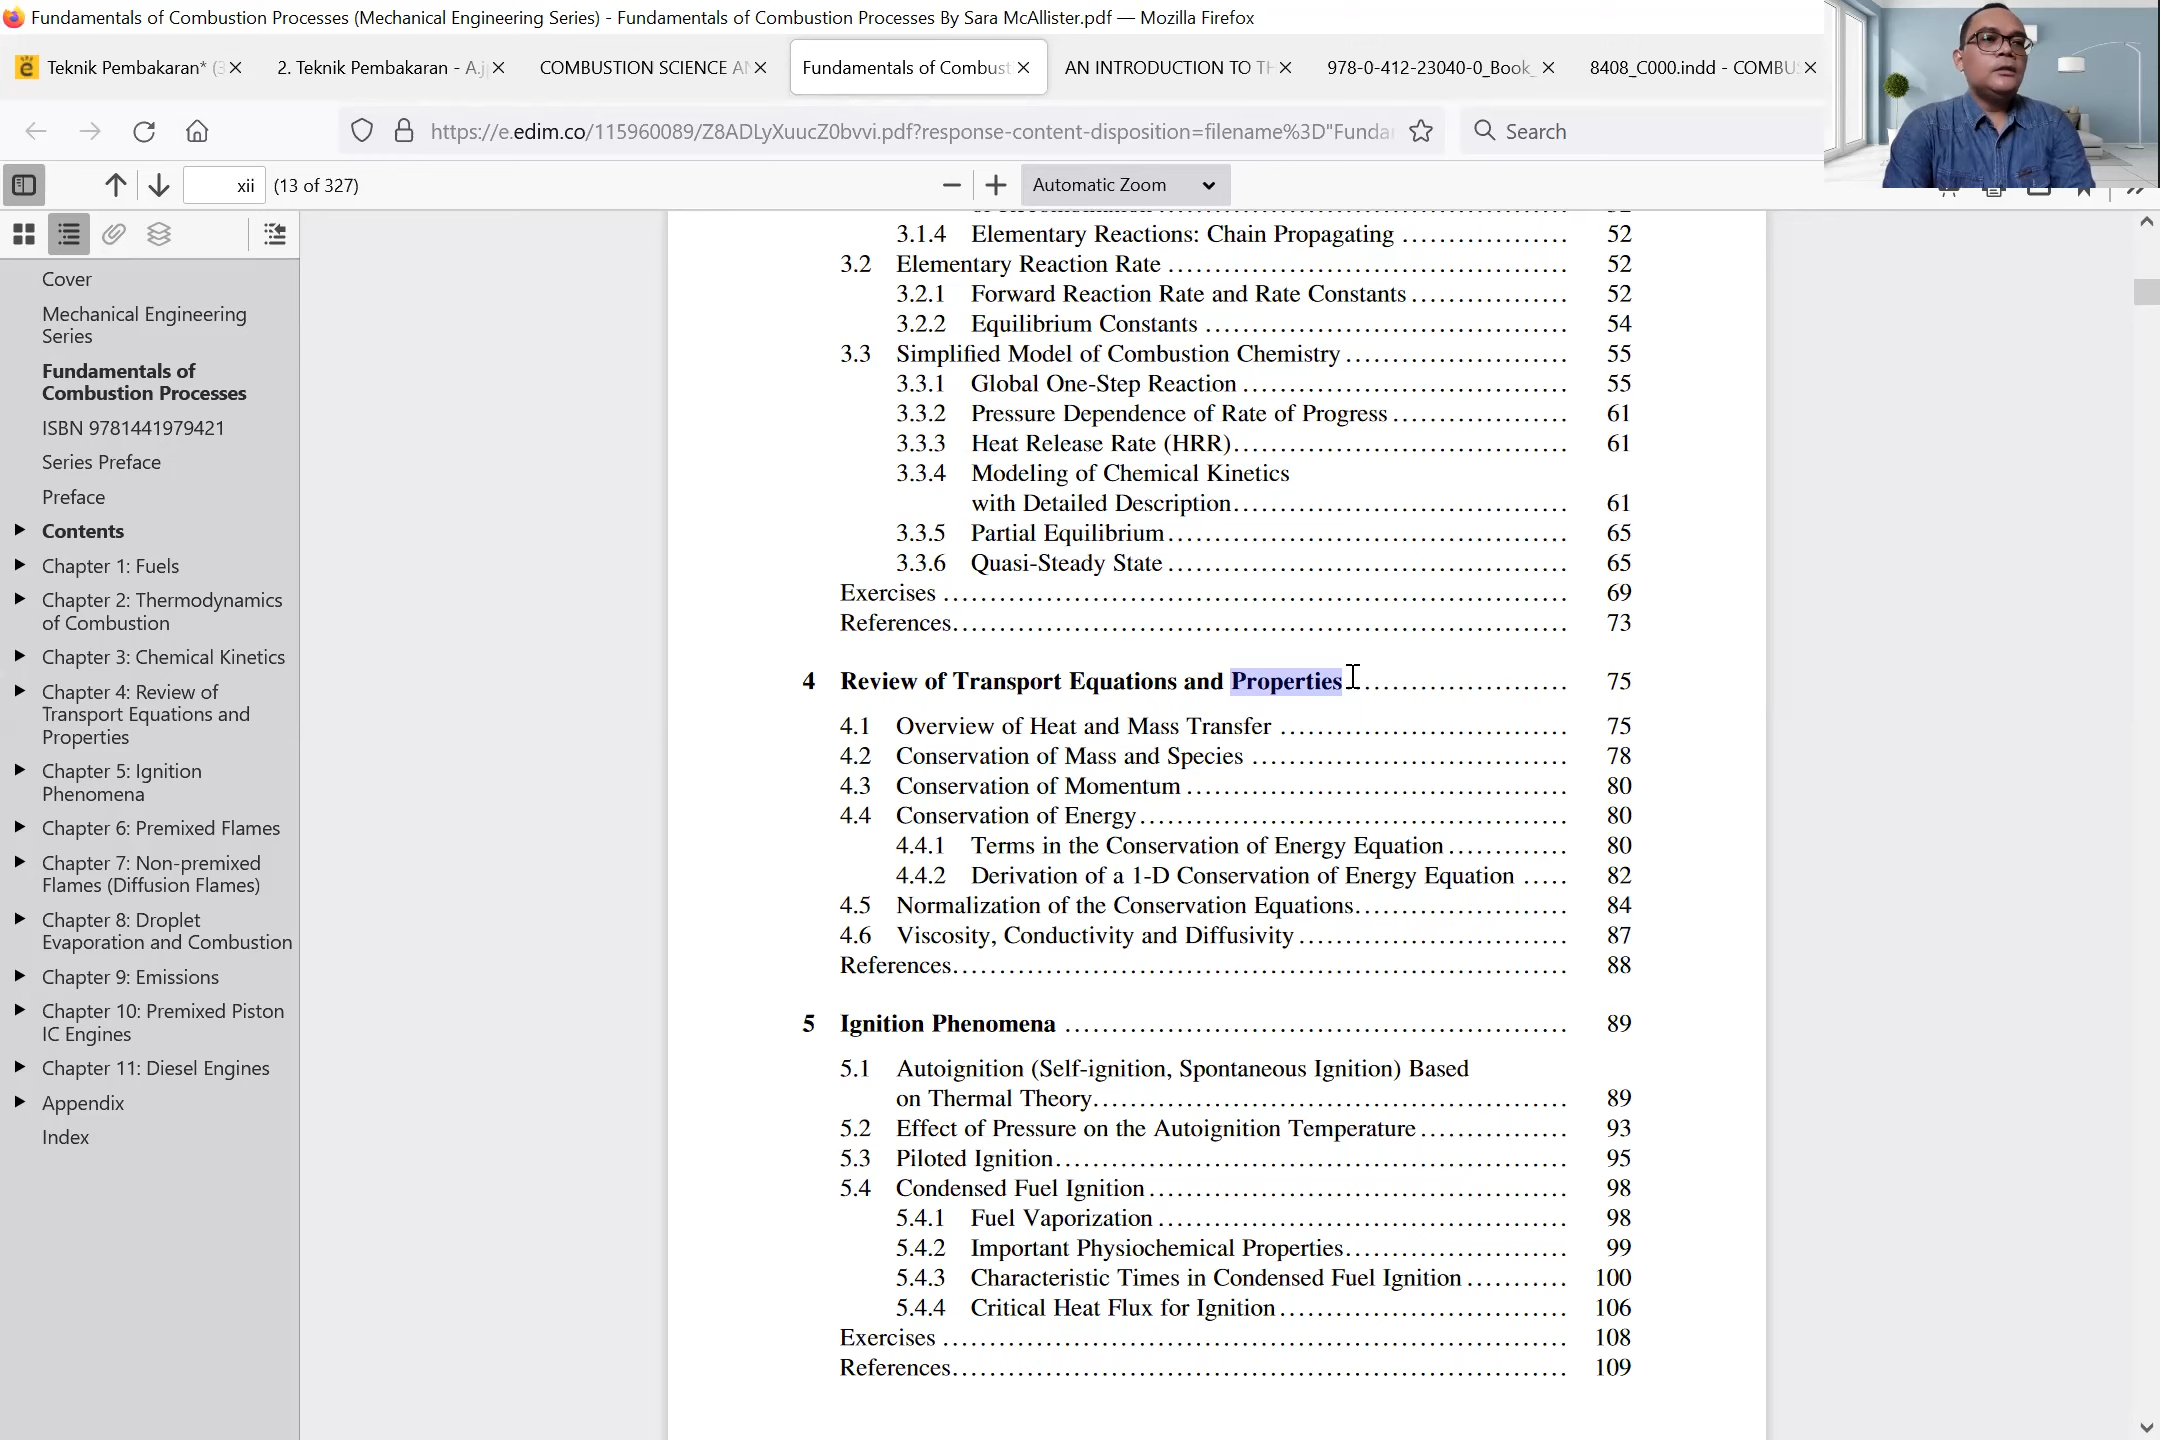 Fundamentals of Combustion Processes (Mechanical Engineering Series) - Fundamentals of Combustion Processes By Sara McAllister.pdf — Mozilla Firefox
Teknik Pembakaran* (3
2. Teknik Pembakaran - A.j
COMBUSTION SCIENCE A
Fundamentals of Combust
AN INTRODUCTION TO T
978-0-412-23040-0_Book_
8408_C000.indd - COMBU
https://e.edim.co/115960089/Z8ADLyXuucZ0bvvi.pdf?response-content-disposition=filename%3D"Funda
Search
xii (13 of 327)
Automatic Zoom
Cover
Mechanical Engineering
Series
Fundamentals of
Combustion Processes
ISBN 9781441979421
Series Preface
Preface
Contents
Chapter 1: Fuels
Chapter 2: Thermodynamics
of Combustion
Chapter 3: Chemical Kinetics
Chapter 4: Review of
Transport Equations and
Properties
Chapter 5: Ignition
Phenomena
Chapter 6: Premixed Flames
Chapter 7: Non-premixed
Flames (Diffusion Flames)
Chapter 8: Droplet
Evaporation and Combustion
Chapter 9: Emissions
Chapter 10: Premixed Piston
IC Engines
Chapter 11: Diesel Engines
Appendix
Index
3.1.4 Elementary Reactions: Chain Propagating .................. 52
3.2 Elementary Reaction Rate .......................................... 52
3.2.1 Forward Reaction Rate and Rate Constants ................. 52
3.2.2 Equilibrium Constants ....................................... 54
3.3 Simplified Model of Combustion Chemistry ........................ 55
3.3.1 Global One-Step Reaction ................................... 55
3.3.2 Pressure Dependence of Rate of Progress ................... 61
3.3.3 Heat Release Rate (HRR)..................................... 61
3.3.4 Modeling of Chemical Kinetics
with Detailed Description..................................... 61
3.3.5 Partial Equilibrium........................................... 65
3.3.6 Quasi-Steady State ........................................... 65
Exercises ................................................................... 69
References.................................................................. 73
4 Review of Transport Equations and Properties ...................... 75
4.1 Overview of Heat and Mass Transfer ............................... 75
4.2 Conservation of Mass and Species .................................. 78
4.3 Conservation of Momentum ......................................... 80
4.4 Conservation of Energy.............................................. 80
4.4.1 Terms in the Conservation of Energy Equation ............. 80
4.4.2 Derivation of a 1-D Conservation of Energy Equation ..... 82
4.5 Normalization of the Conservation Equations....................... 84
4.6 Viscosity, Conductivity and Diffusivity ............................. 87
References.................................................................. 88
5 Ignition Phenomena ...................................................... 89
5.1 Autoignition (Self-ignition, Spontaneous Ignition) Based
on Thermal Theory................................................... 89
5.2 Effect of Pressure on the Autoignition Temperature ................ 93
5.3 Piloted Ignition....................................................... 95
5.4 Condensed Fuel Ignition ............................................. 98
5.4.1 Fuel Vaporization ............................................ 98
5.4.2 Important Physiochemical Properties........................ 99
5.4.3 Characteristic Times in Condensed Fuel Ignition ........... 100
5.4.4 Critical Heat Flux for Ignition ............................... 106
Exercises ................................................................... 108
References.................................................................. 109